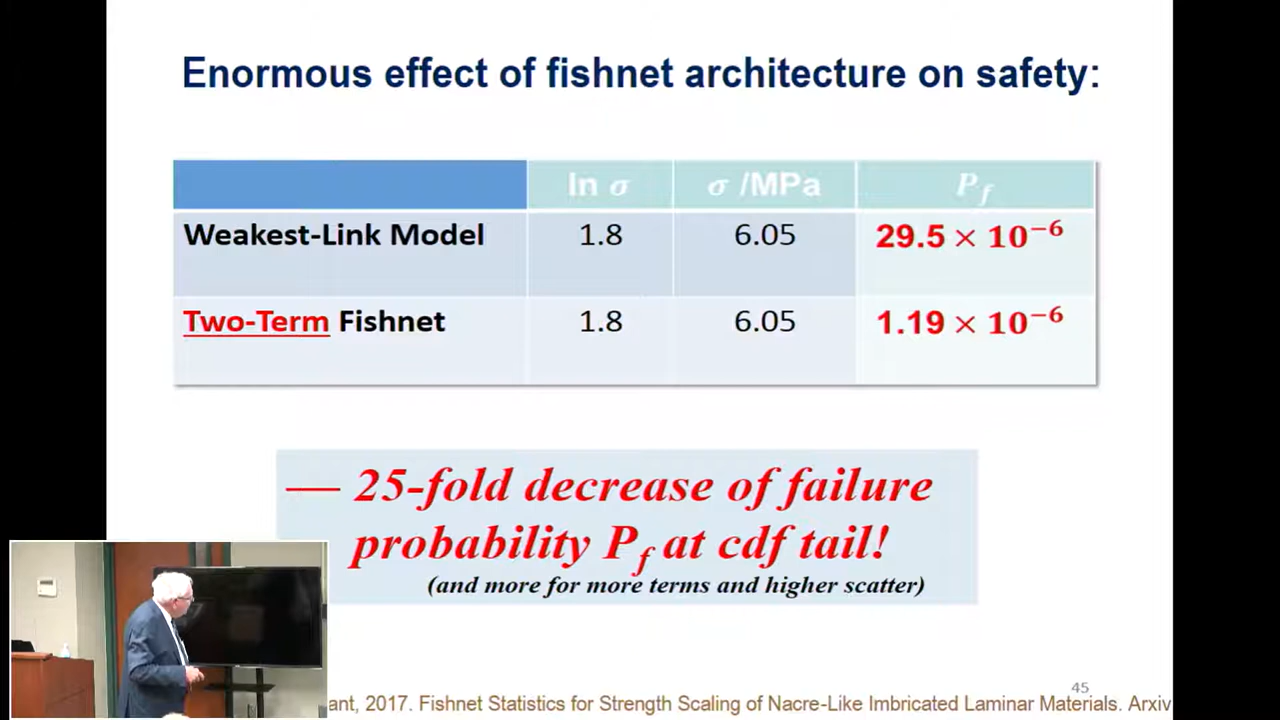 Enormous effect of fishnet architecture on safety:
ln σ σ /MPa P_f
Weakest-Link Model 1.8 6.05 29.5 × 10⁻⁶
Two-Term Fishnet 1.8 6.05 1.19 × 10⁻⁶
— 25-fold decrease of failure
probability P_f at cdf tail!
(and more for more terms and higher scatter)
45
ant, 2017. Fishnet Statistics for Strength Scaling of Nacre-Like Imbricated Laminar Materials. Arxiv